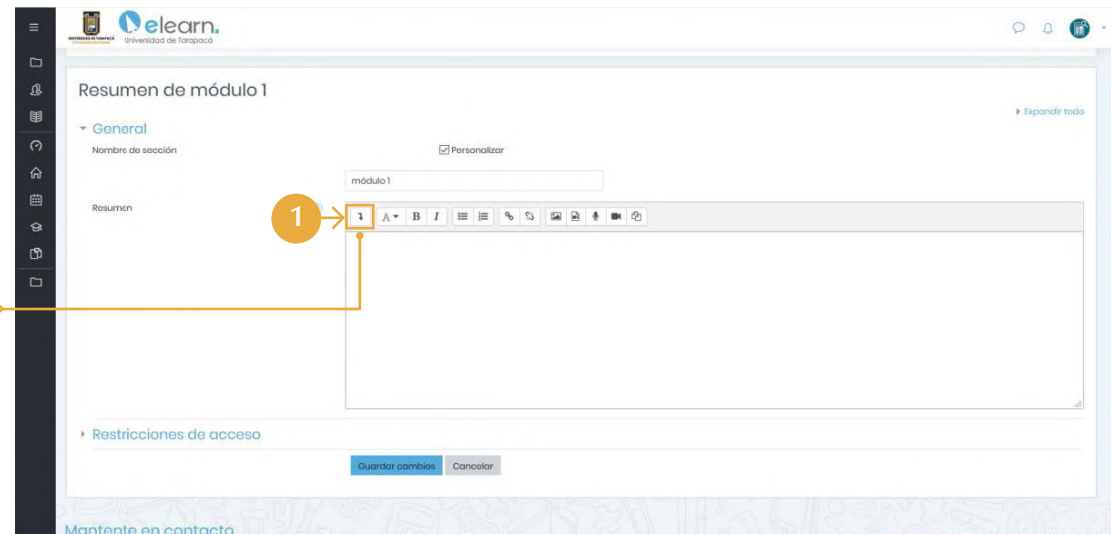 elearn.
Universidad de Tarapacá
Resumen de módulo 1
Expandir todo
General
Nombre de sección
Personalizar
módulo 1
Resumen
1
A B I
Restricciones de acceso
Guardar cambios Cancelar
Mantente en contacto